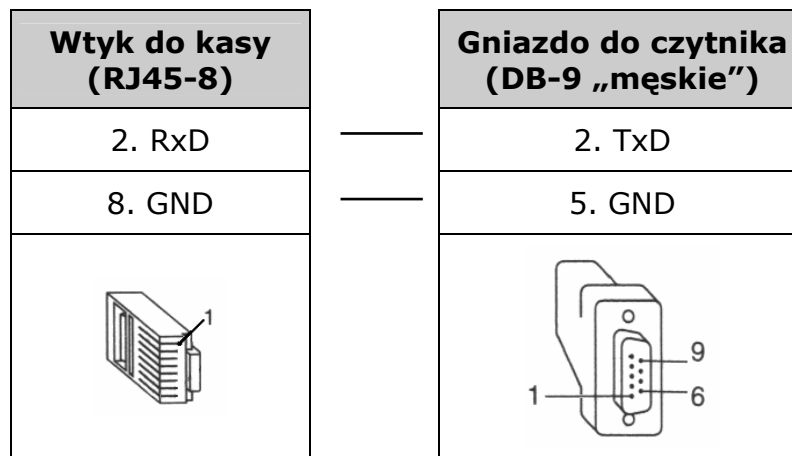 Wtyk do kasy
(RJ45-8)
Gniazdo do czytnika
(DB-9 „męskie”)
2. RxD
2. TxD
8. GND
5. GND
1
9
1
6